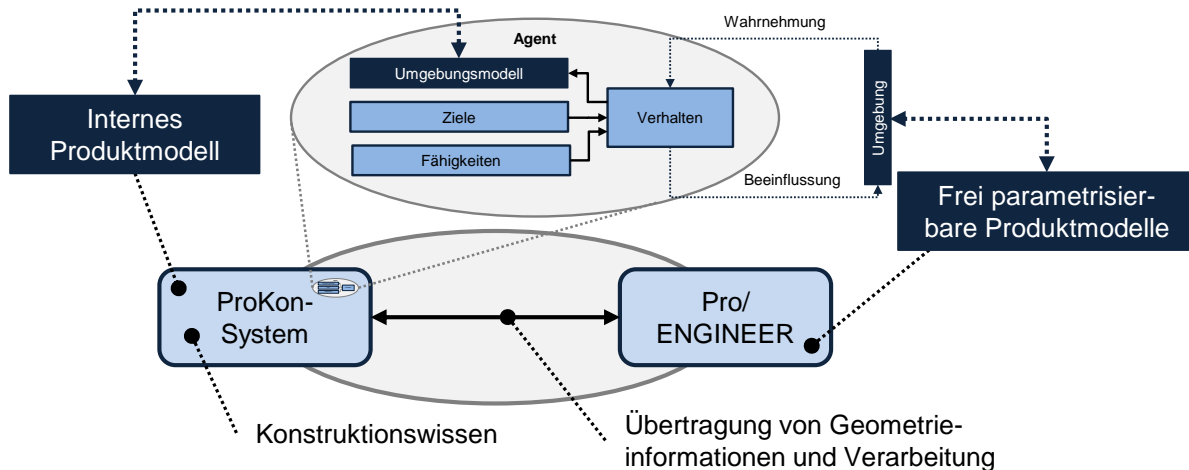 Wahrnehmung
Agent
Umgebungsmodell
Internes
Produktmodell
Ziele
Verhalten
Umgebung
Fähigkeiten
Beeinflussung
Frei parametrisier-
bare Produktmodelle
ProKon-
System
Pro/
ENGINEER
Konstruktionswissen
Übertragung von Geometrie-
informationen und Verarbeitung